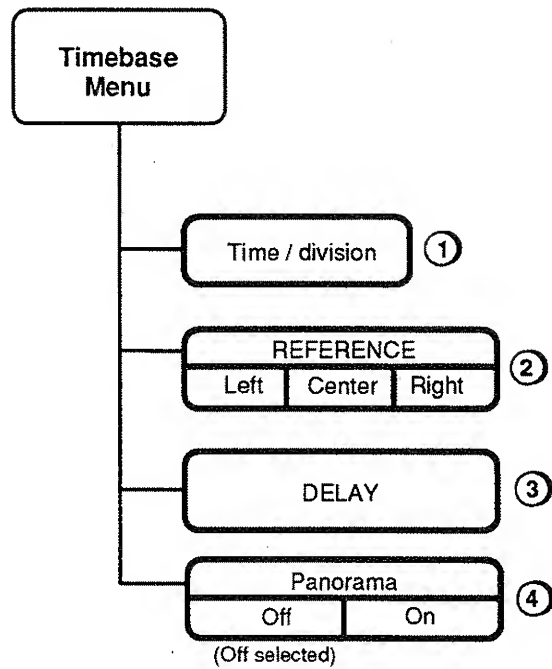 Timebase
Menu
Time / division 1
REFERENCE
Left Center Right 2
DELAY 3
Panorama
Off On 4
(Off selected)